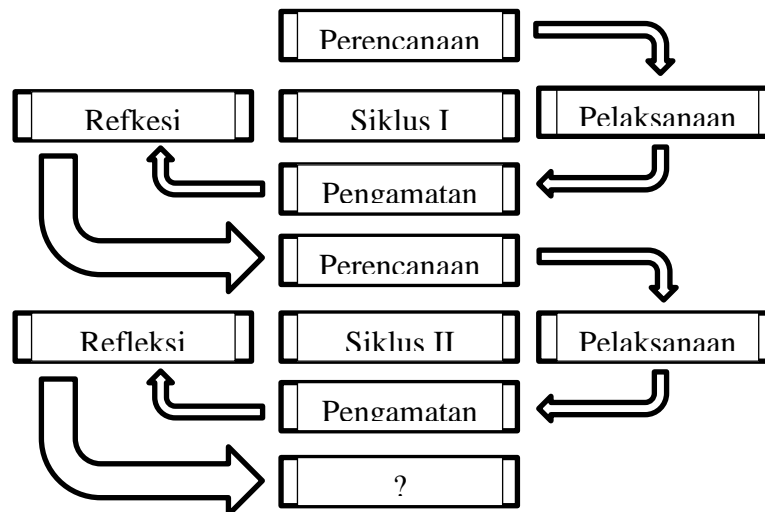 Perencanaan
Refkesi
Siklus I
Pelaksanaan
Pengamatan
Perencanaan
Refleksi
Siklus II
Pelaksanaan
Pengamatan
?